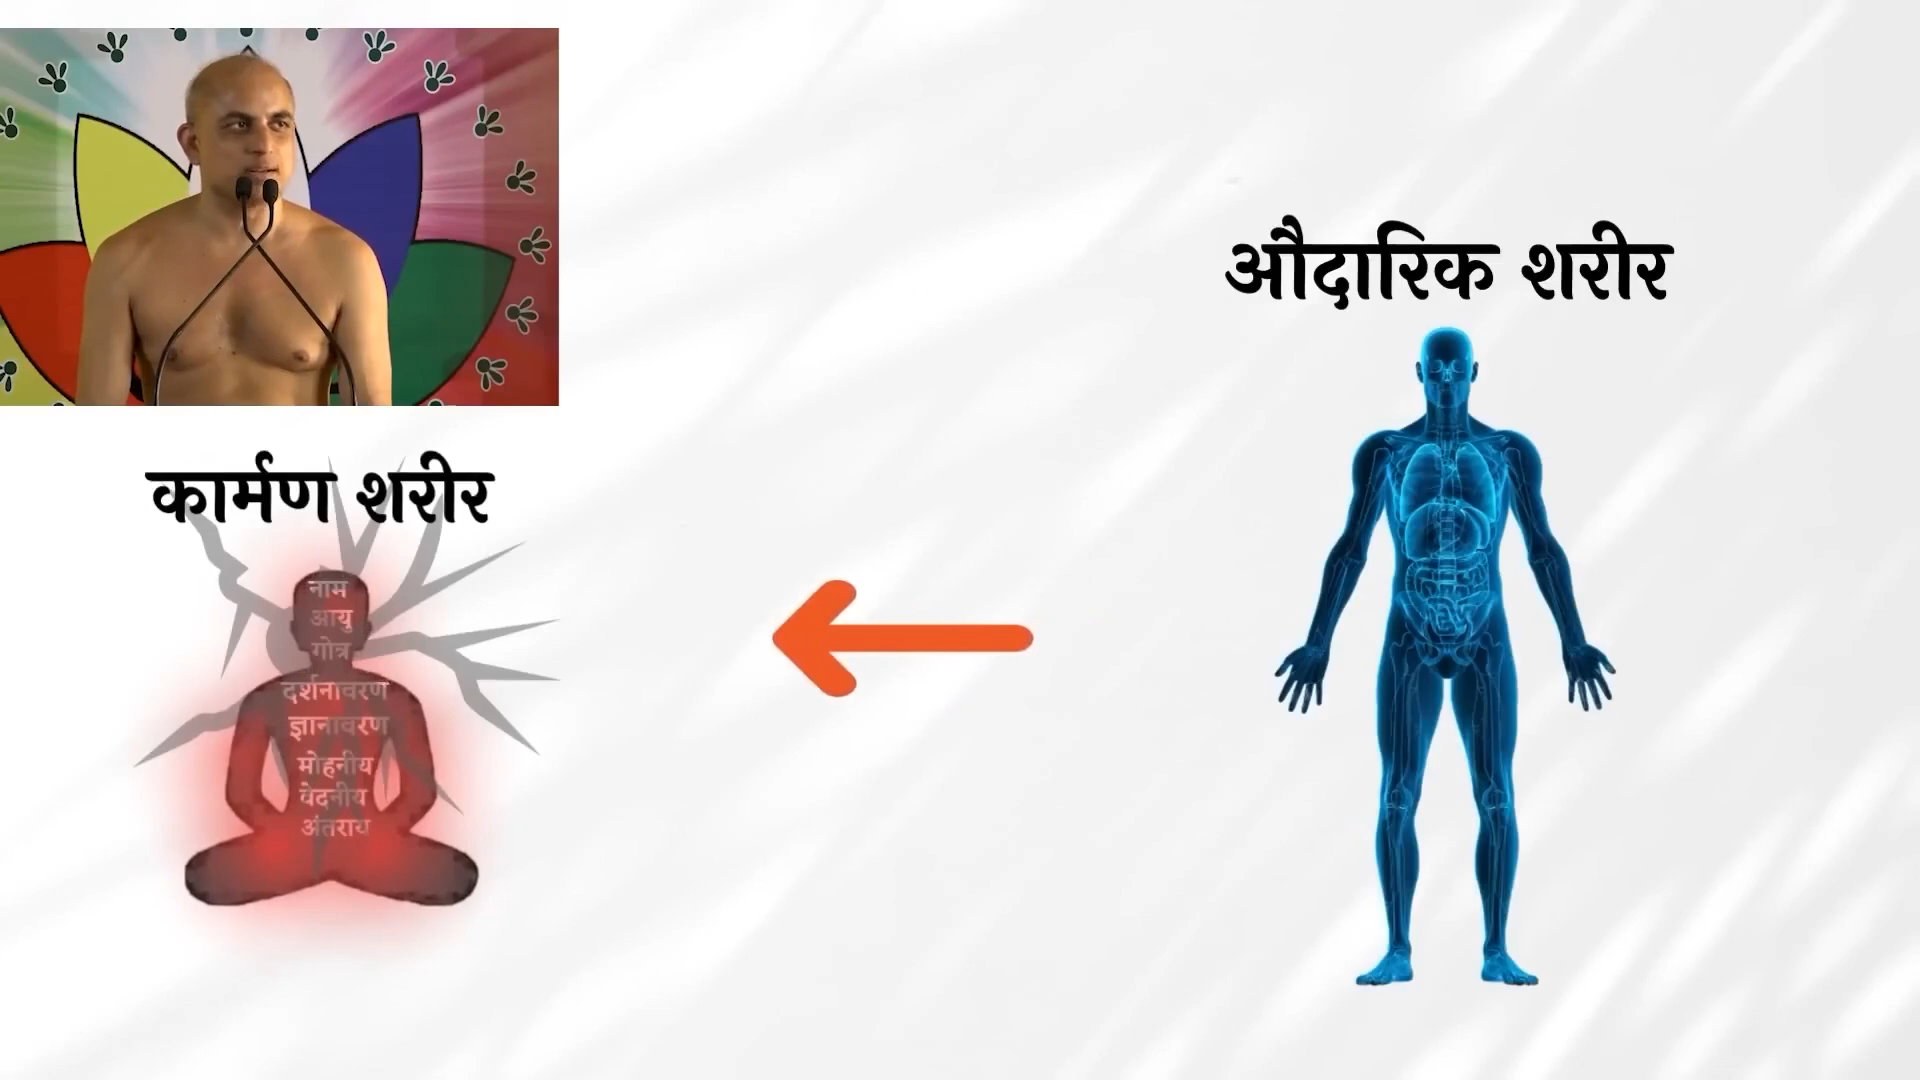 औदारिक शरीर
कार्मण शरीर
नाम
आयु
गोत्र
दर्शनावरण
ज्ञानावरण
मोहनीय
वेदनीय
अंतराय